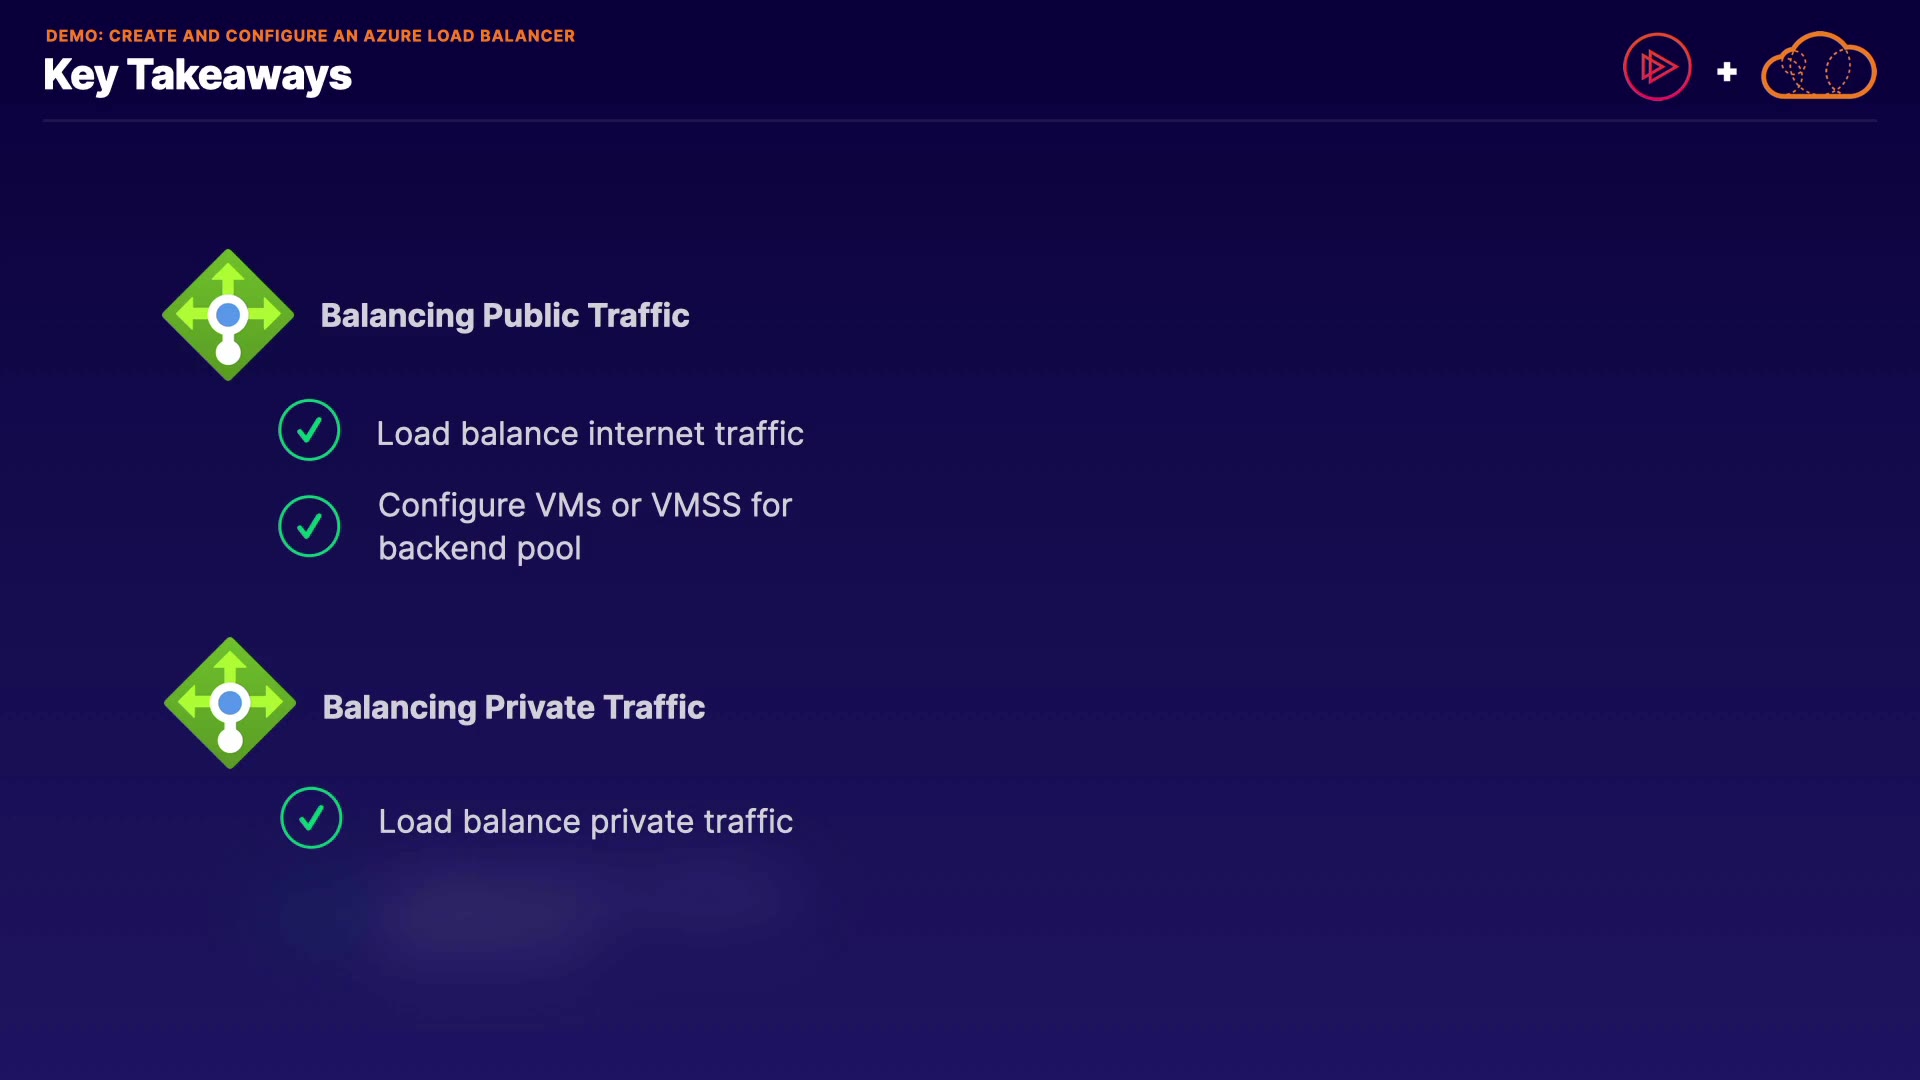 DEMO: CREATE AND CONFIGURE AN AZURE LOAD BALANCER
Key Takeaways
+
Balancing Public Traffic
Load balance internet traffic
Configure VMs or VMSS for
backend pool
Balancing Private Traffic
Load balance private traffic